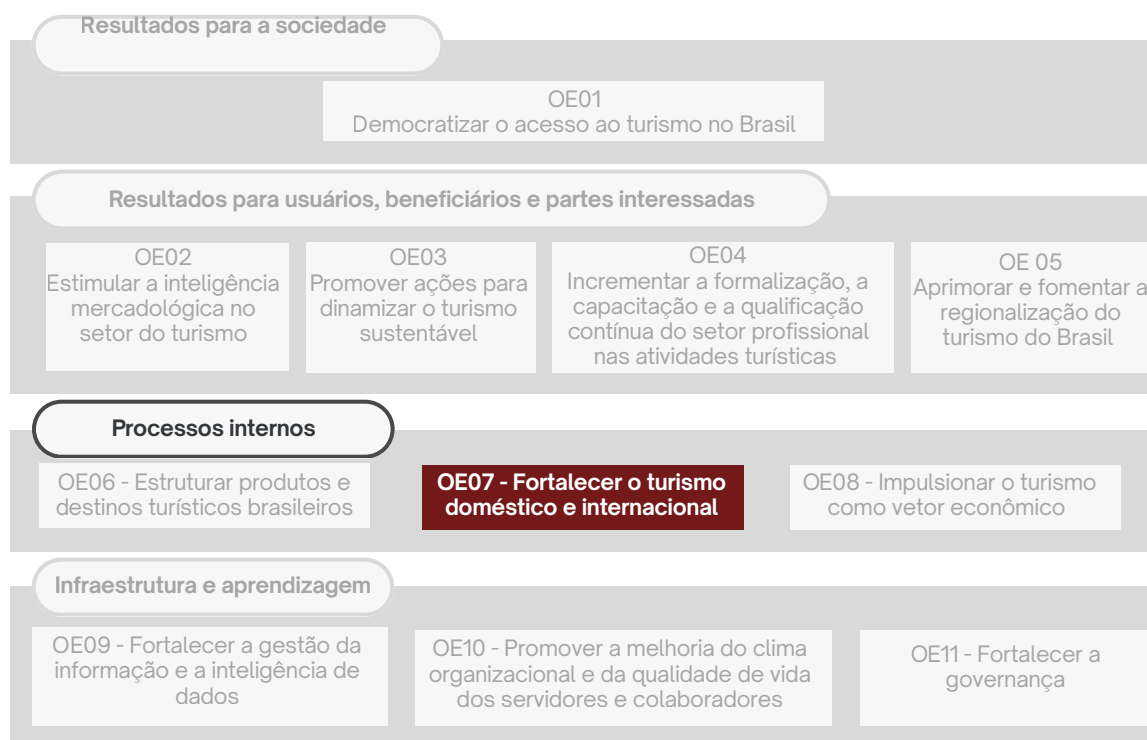 Resultados para a sociedade
OE01
Democratizar o acesso ao turismo no Brasil
Resultados para usuários, beneficiários e partes interessadas
OE02
Estimular a inteligência
mercadológica no
setor do turismo
OE03
Promover ações para
dinamizar o turismo
sustentável
OE04
Incrementar a formalização, a
capacitação e a qualificação
contínua do setor profissional
nas atividades turísticas
OE 05
Aprimorar e fomentar a
regionalização do
turismo do Brasil
Processos internos
OE06 - Estruturar produtos e
destinos turísticos brasileiros
OE07 - Fortalecer o turismo
doméstico e internacional
OE08 - Impulsionar o turismo
como vetor econômico
Infraestrutura e aprendizagem
OE09 - Fortalecer a gestão da
informação e a inteligência de
dados
OE10 - Promover a melhoria do clima
organizacional e da qualidade de vida
dos servidores e colaboradores
OE11 - Fortalecer a
governança